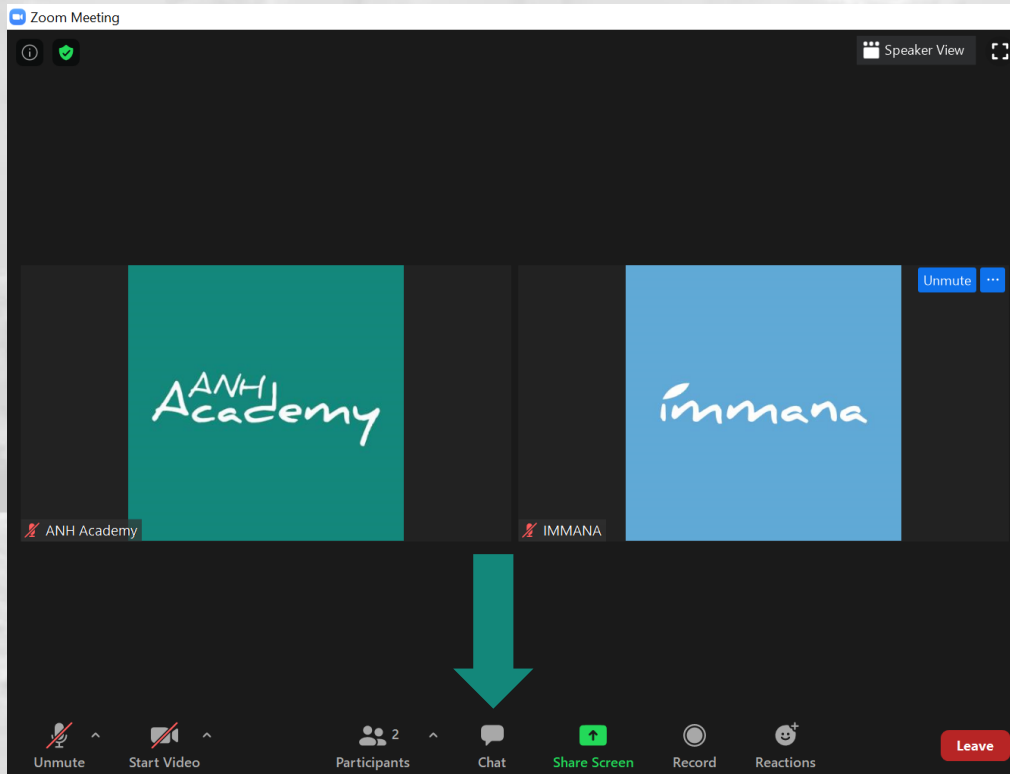 Zoom Meeting
Speaker View
Unmute ...
ANH
Academy
immana
ANH Academy
IMMANA
2
Unmute
Start Video
Participants
Chat
Share Screen
Record
Reactions
Leave